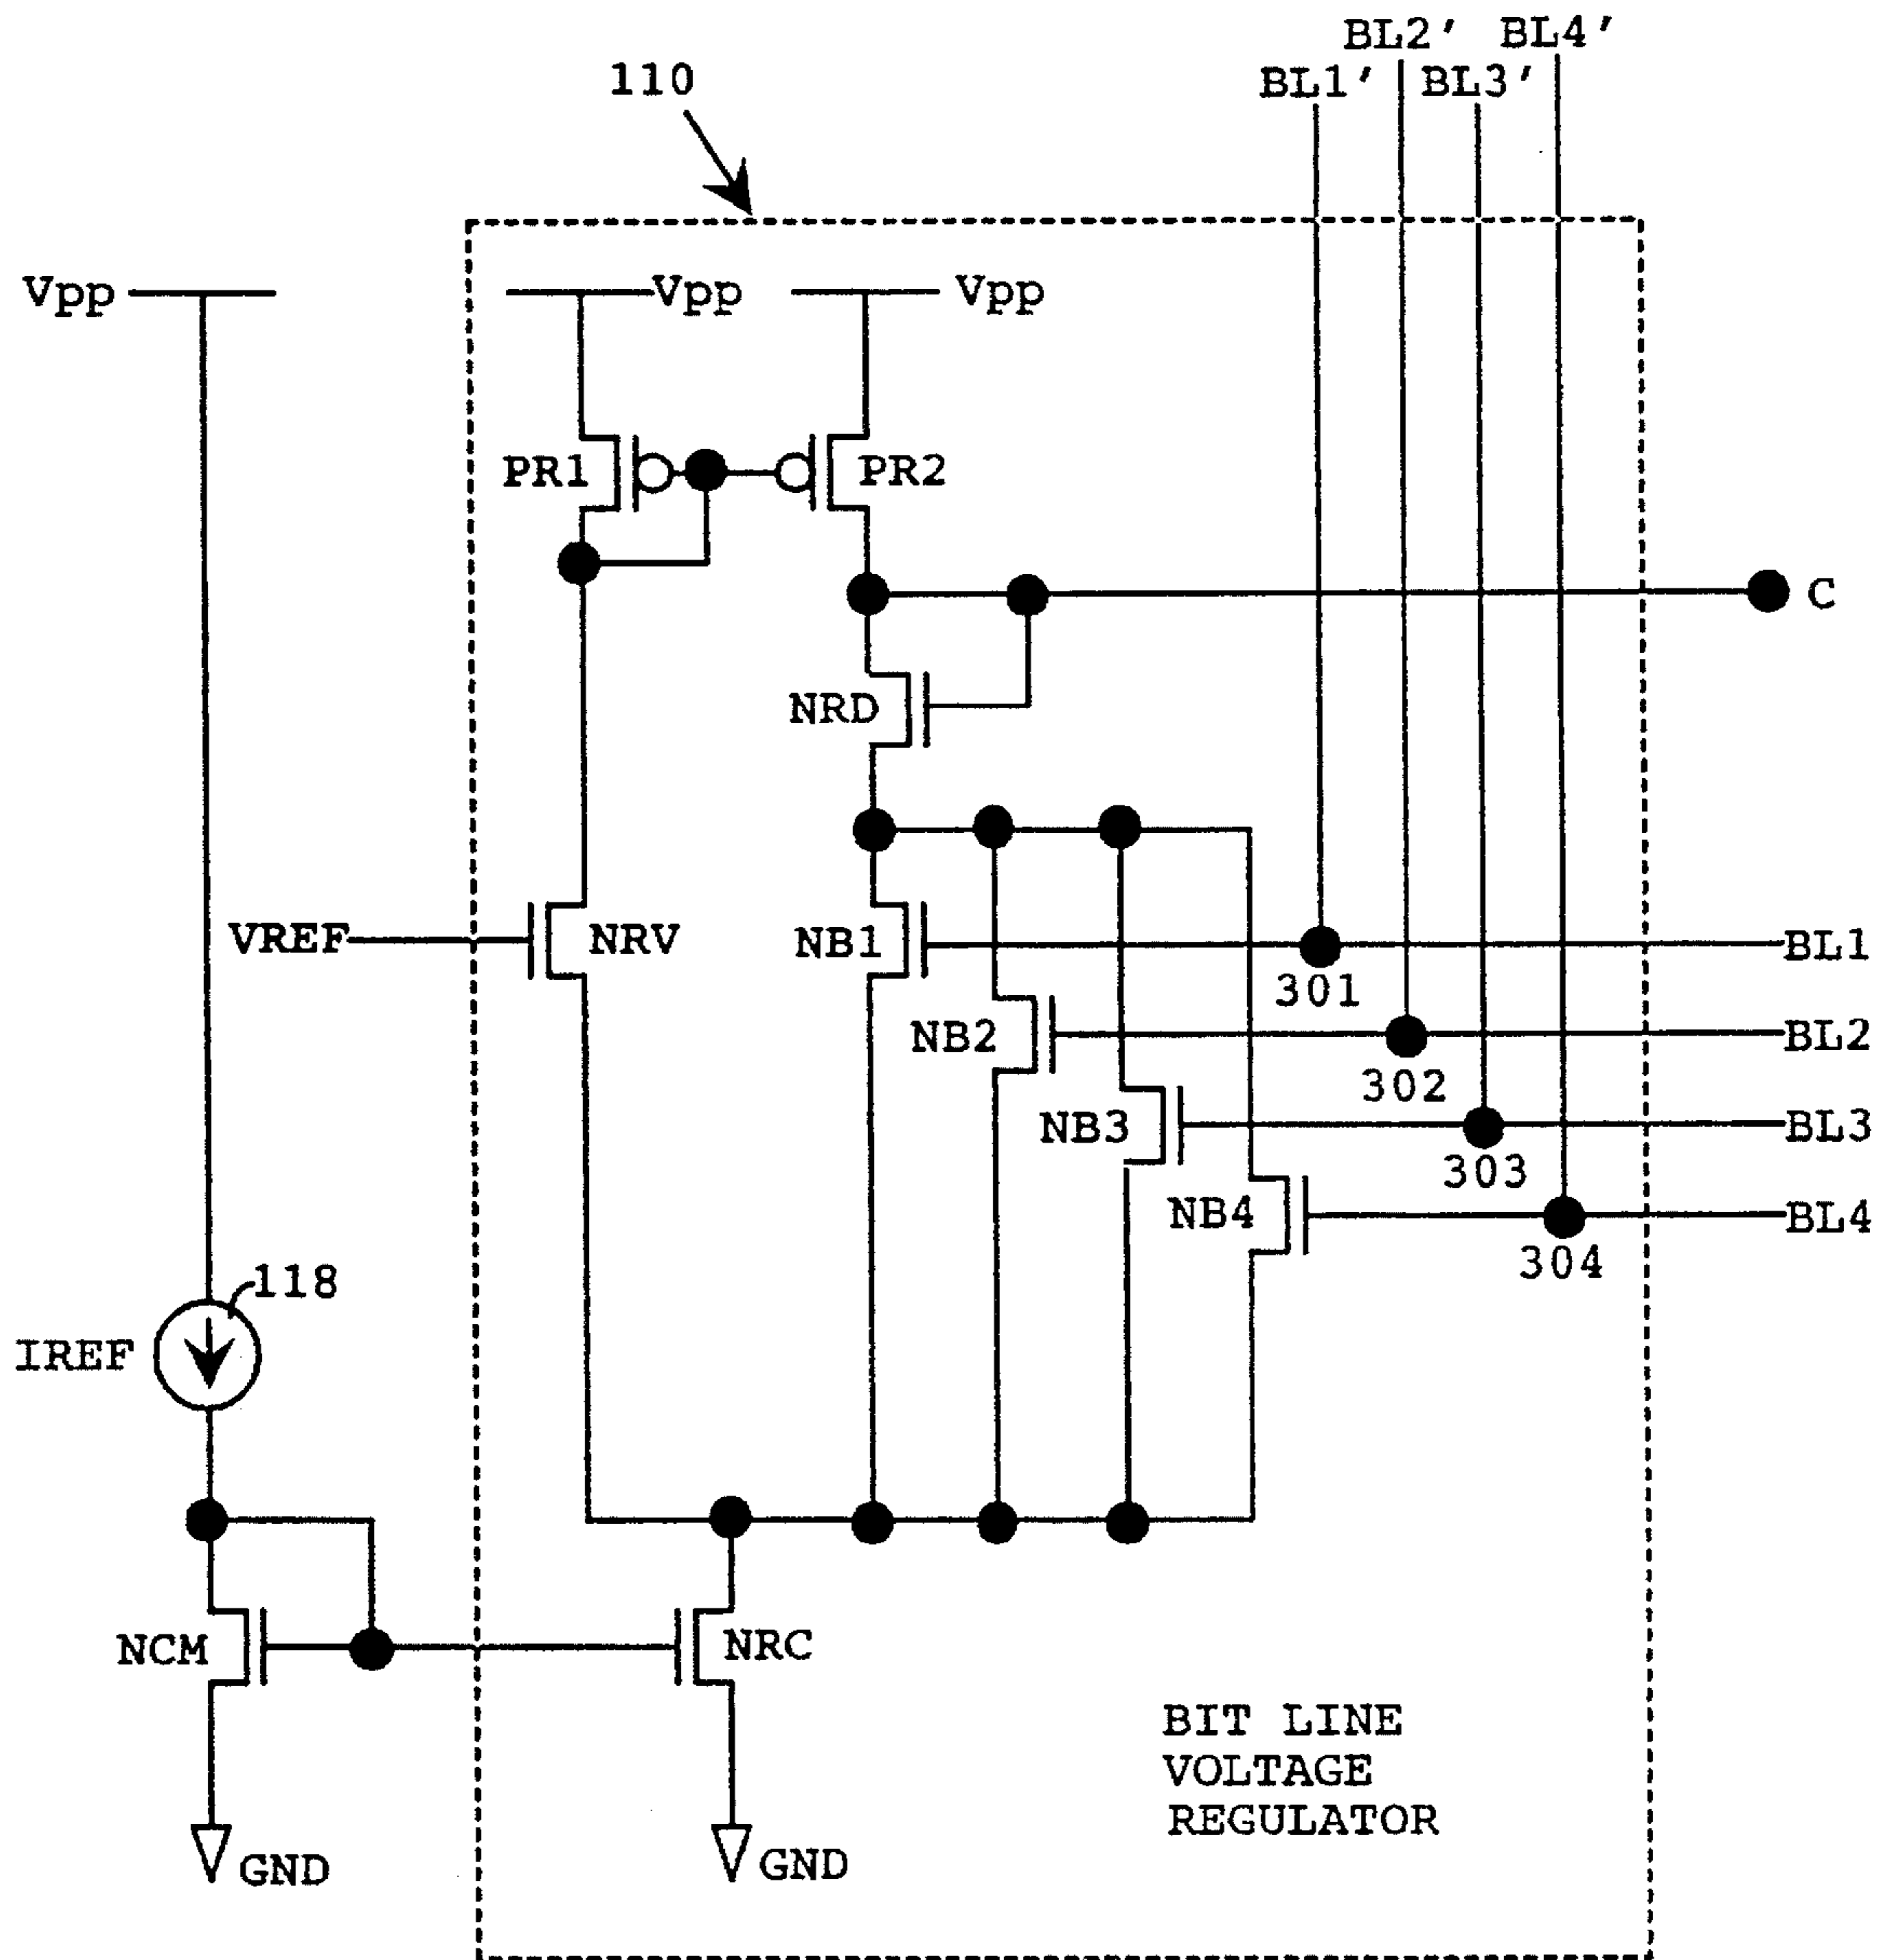 BL2' BL4'
BL1' BL3'
110
Vpp
Vpp
Vpp
PR1
PR2
C
NRD
VREF
NRV
NB1
BL1
301
NB2
BL2
302
NB3
BL3
303
NB4
BL4
304
118
IREF
NCM
NRC
BIT LINE
VOLTAGE
REGULATOR
GND
GND